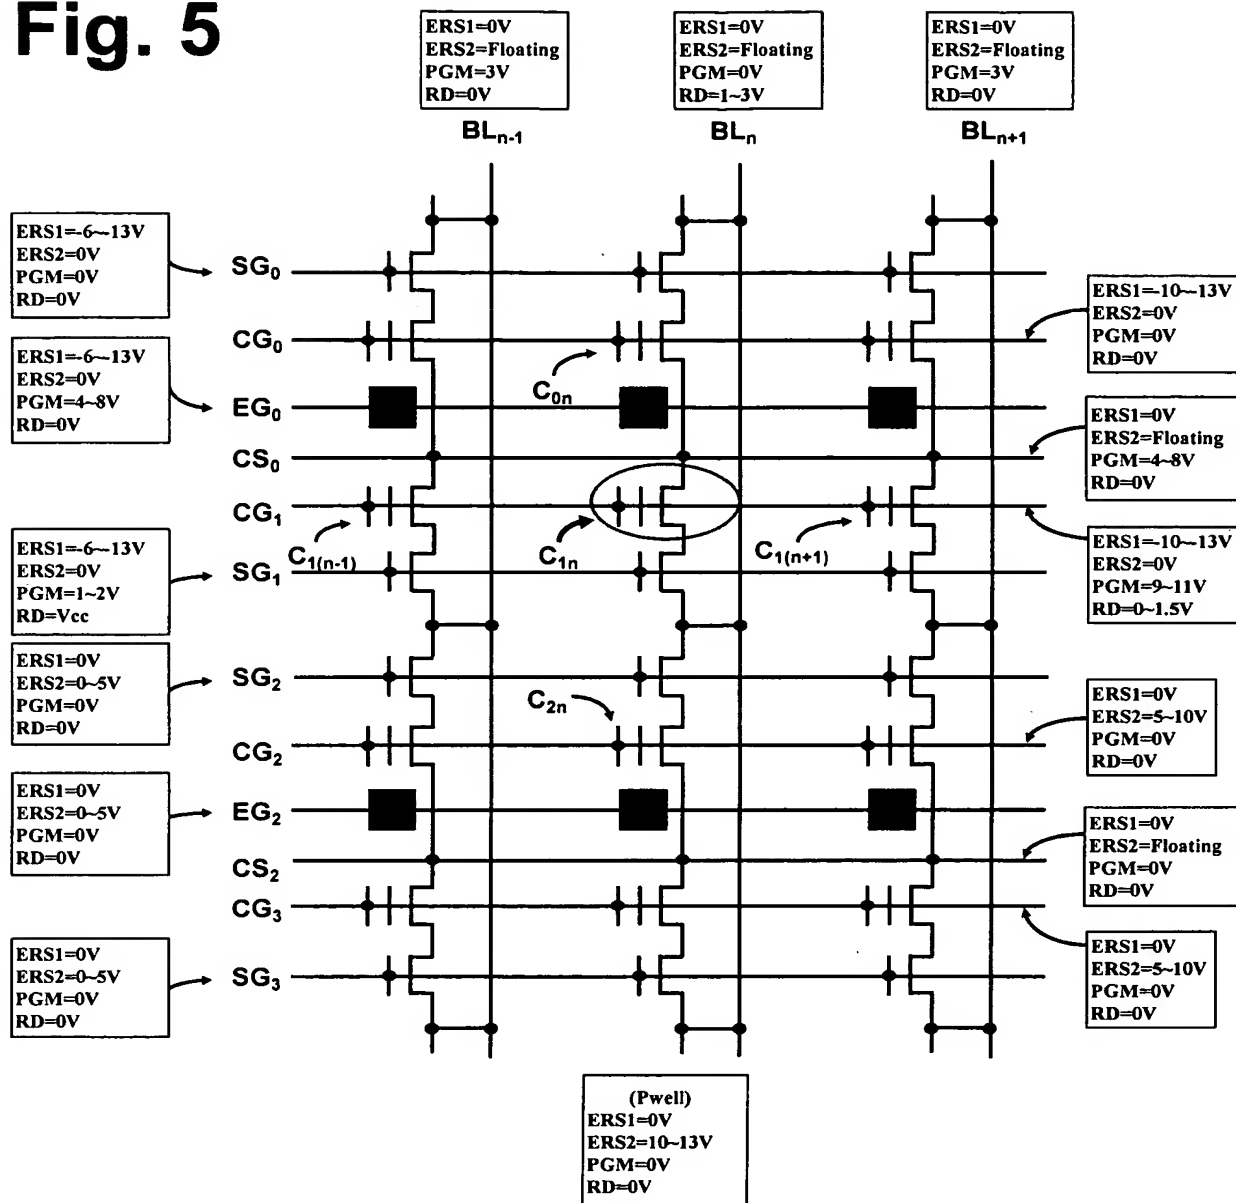 Fig. 5
ERS1=0V
ERS2=Floating
PGM=3V
RD=0V
ERS1=0V
ERS2=Floating
PGM=0V
RD=1~3V
ERS1=0V
ERS2=Floating
PGM=3V
RD=0V
BLn-1
BLn
BLn+1
ERS1=-6~-13V
ERS2=0V
PGM=0V
RD=0V
SG0
ERS1=-10~-13V
ERS2=0V
PGM=0V
RD=0V
CG0
C0n
ERS1=-6~-13V
ERS2=0V
PGM=4~8V
RD=0V
EG0
ERS1=0V
ERS2=Floating
PGM=4~8V
RD=0V
CS0
CG1
C1(n-1)
C1n
C1(n+1)
ERS1=-10~-13V
ERS2=0V
PGM=9~11V
RD=0~1.5V
ERS1=-6~-13V
ERS2=0V
PGM=1~2V
RD=Vcc
SG1
ERS1=0V
ERS2=0~5V
PGM=0V
RD=0V
SG2
C2n
ERS1=0V
ERS2=5~10V
PGM=0V
RD=0V
CG2
ERS1=0V
ERS2=0~5V
PGM=0V
RD=0V
EG2
ERS1=0V
ERS2=Floating
PGM=0V
RD=0V
CS2
CG3
ERS1=0V
ERS2=5~10V
PGM=0V
RD=0V
ERS1=0V
ERS2=0~5V
PGM=0V
RD=0V
SG3
(Pwell)
ERS1=0V
ERS2=10~13V
PGM=0V
RD=0V